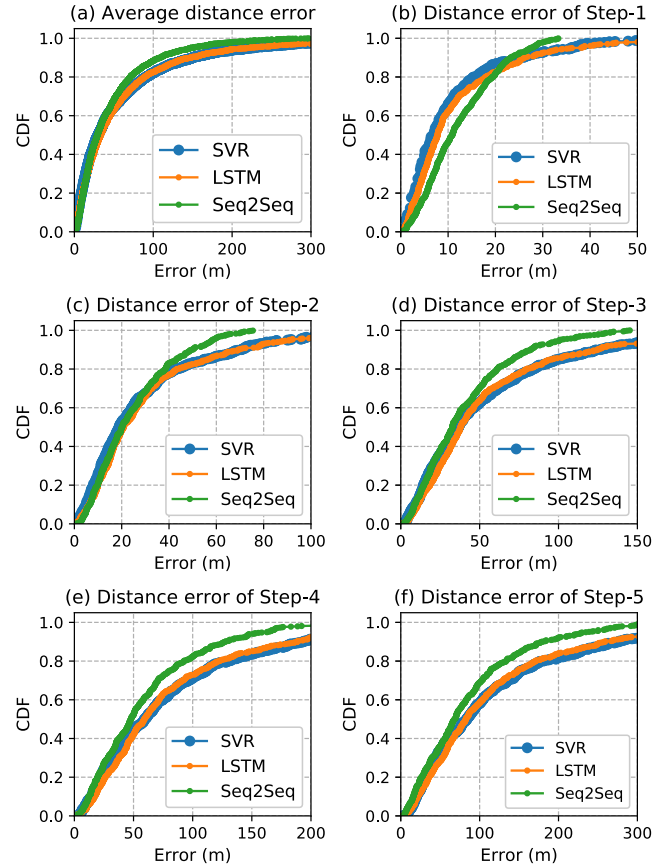 (a) Average distance error
1.0
0.8
0.6
0.4
0.2
0.0
CDF
SVR
LSTM
Seq2Seq
0 100 200 300
Error (m)
(b) Distance error of Step-1
1.0
0.8
0.6
0.4
0.2
0.0
CDF
SVR
LSTM
Seq2Seq
0 10 20 30 40 50
Error (m)
(c) Distance error of Step-2
1.0
0.8
0.6
0.4
0.2
0.0
CDF
SVR
LSTM
Seq2Seq
0 20 40 60 80 100
Error (m)
(d) Distance error of Step-3
1.0
0.8
0.6
0.4
0.2
0.0
CDF
SVR
LSTM
Seq2Seq
0 50 100 150
Error (m)
(e) Distance error of Step-4
1.0
0.8
0.6
0.4
0.2
0.0
CDF
SVR
LSTM
Seq2Seq
0 50 100 150 200
Error (m)
(f) Distance error of Step-5
1.0
0.8
0.6
0.4
0.2
0.0
CDF
SVR
LSTM
Seq2Seq
0 100 200 300
Error (m)